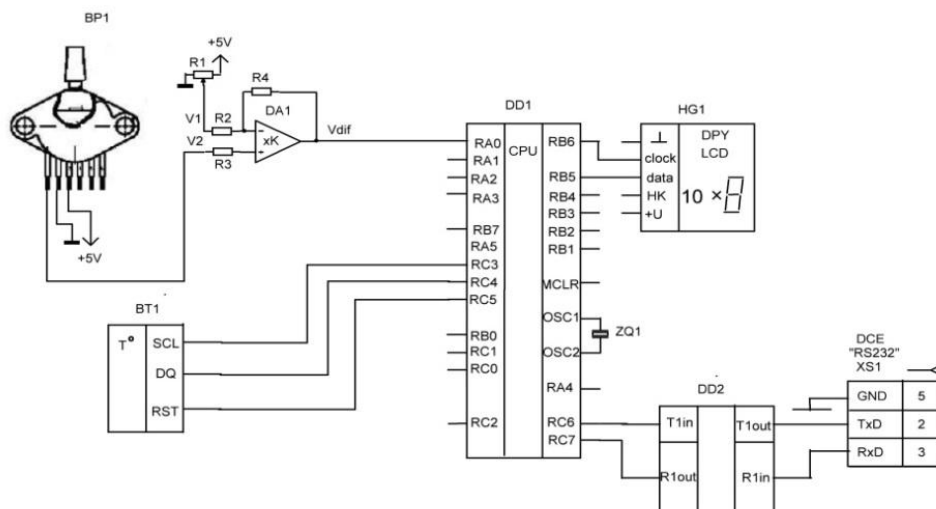 BP1
+5V
R1
R4
DA1
V1
R2
xK
Vdif
V2
R3
+5V
BT1
T°
SCL
DQ
RST
DD1
CPU
RA0
RA1
RA2
RA3
RB7
RA5
RC3
RC4
RC5
RB0
RC1
RC0
RC2
RB6
RB5
RB4
RB3
RB2
RB1
MCLR
OSC1
OSC2
RA4
RC6
RC7
ZQ1
HG1
DPY
LCD
clock
data
HK
+U
10 ×
DD2
T1in
T1out
R1out
R1in
DCE
"RS232"
XS1
GND 5
TxD 2
RxD 3